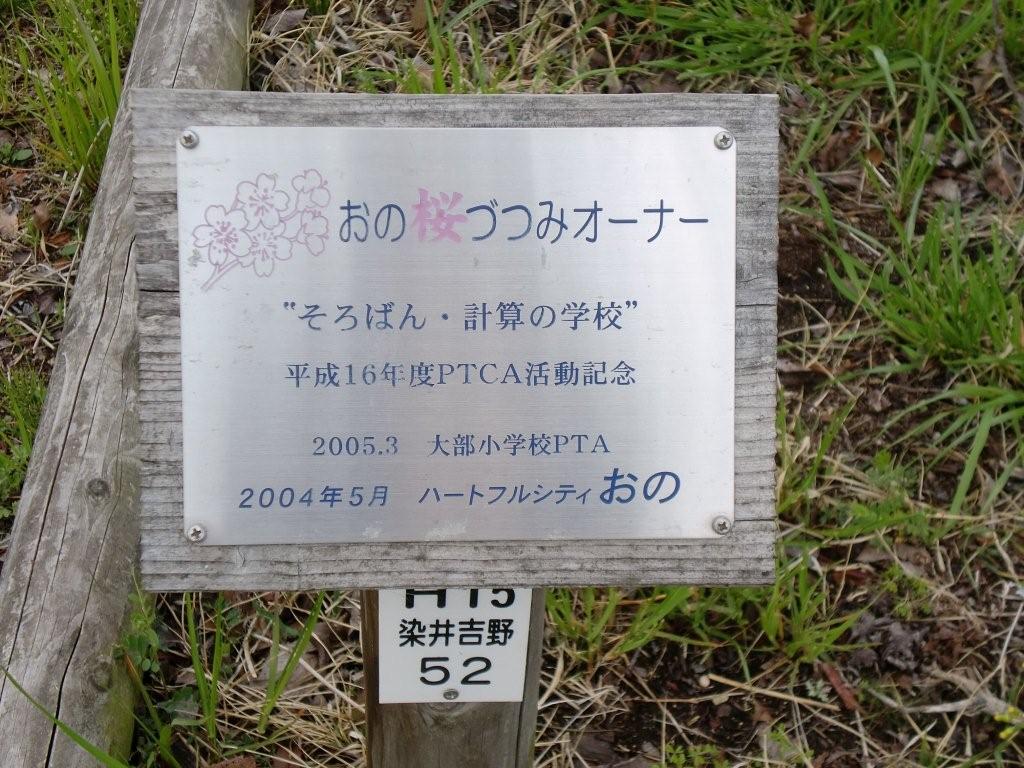 おの桜づつみオーナー
"そろばん・計算の学校"
平成16年度PTCA活動記念
2005.3 大部小学校PTA
2004年5月 ハートフルシティおの
H15
染井吉野
52